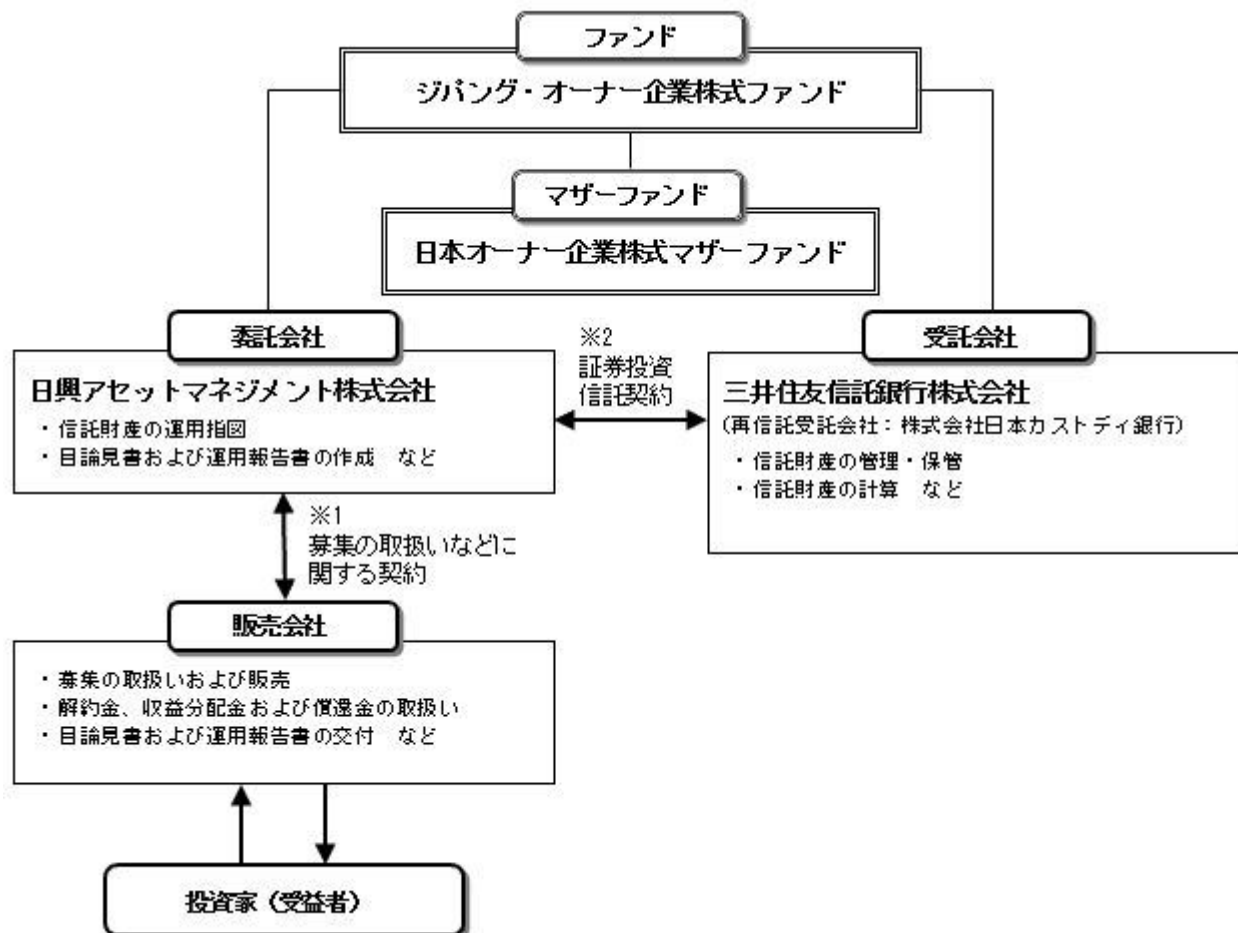 ファンド
ジパング・オーナー企業株式ファンド
マザーファンド
日本オーナー企業株式マザーファンド
委託会社
日興アセットマネジメント株式会社
・信託財産の運用指図
・目論見書および運用報告書の作成 など
※2
証券投資
信託契約
受託会社
三井住友信託銀行株式会社
(再信託受託会社：株式会社日本カストディ銀行)
・信託財産の管理・保管
・信託財産の計算 など
※1
募集の取扱いなどに
関する契約
販売会社
・募集の取扱いおよび販売
・解約金、収益分配金および償還金の取扱い
・目論見書および運用報告書の交付 など
投資家（受益者）